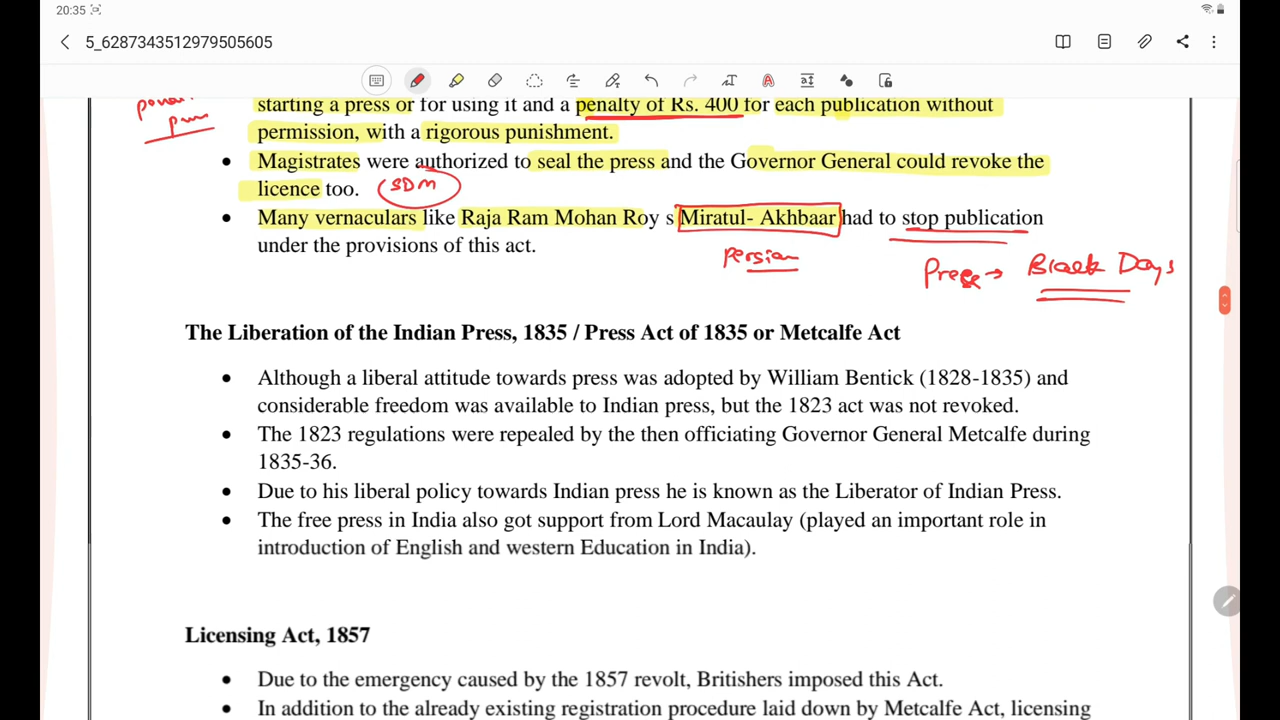 20:35
5_6287343512979505605
starting a press or for using it and a penalty of Rs. 400 for each publication without
permission, with a rigorous punishment.
• Magistrates were authorized to seal the press and the Governor General could revoke the
licence too. SDM
• Many vernaculars like Raja Ram Mohan Roy s Miratul- Akhbaar had to stop publication
under the provisions of this act.
Persian
Press → Black Days
The Liberation of the Indian Press, 1835 / Press Act of 1835 or Metcalfe Act
• Although a liberal attitude towards press was adopted by William Bentick (1828-1835) and
considerable freedom was available to Indian press, but the 1823 act was not revoked.
• The 1823 regulations were repealed by the then officiating Governor General Metcalfe during
1835-36.
• Due to his liberal policy towards Indian press he is known as the Liberator of Indian Press.
• The free press in India also got support from Lord Macaulay (played an important role in
introduction of English and western Education in India).
Licensing Act, 1857
• Due to the emergency caused by the 1857 revolt, Britishers imposed this Act.
• In addition to the already existing registration procedure laid down by Metcalfe Act, licensing